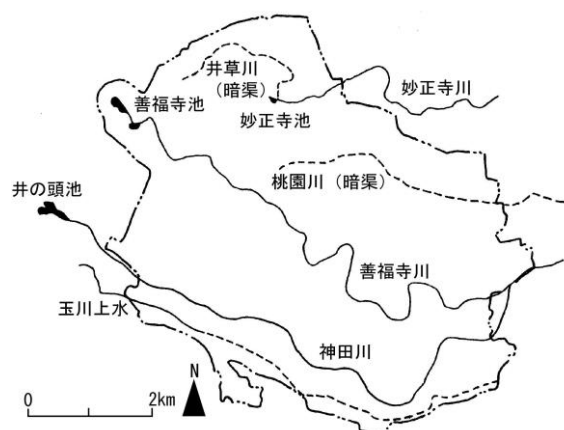 井草川
（暗渠）
善福寺池
妙正寺池
妙正寺川
桃園川（暗渠）
井の頭池
善福寺川
玉川上水
神田川
N
0 2km